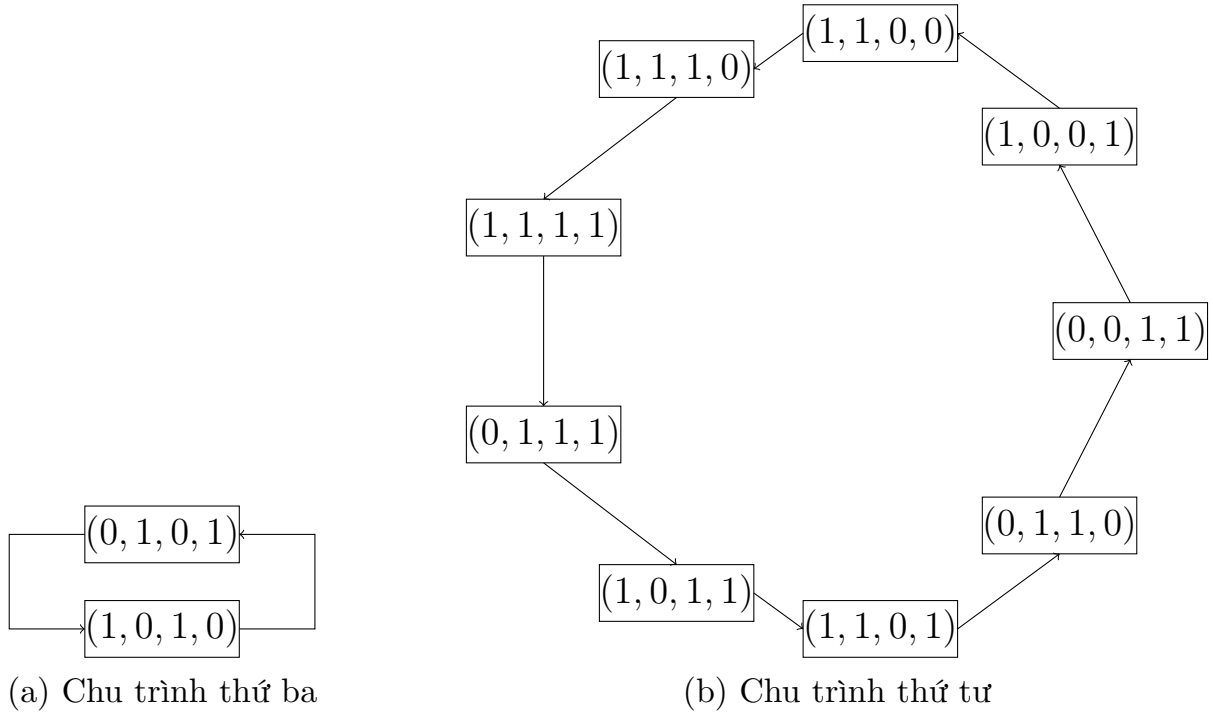 (1, 1, 0, 0)
(1, 1, 1, 0)
(1, 0, 0, 1)
(1, 1, 1, 1)
(0, 0, 1, 1)
(0, 1, 1, 1)
(0, 1, 0, 1)
(0, 1, 1, 0)
(1, 0, 1, 1)
(1, 0, 1, 0)
(1, 1, 0, 1)
(a) Chu trình thứ ba
(b) Chu trình thứ tư